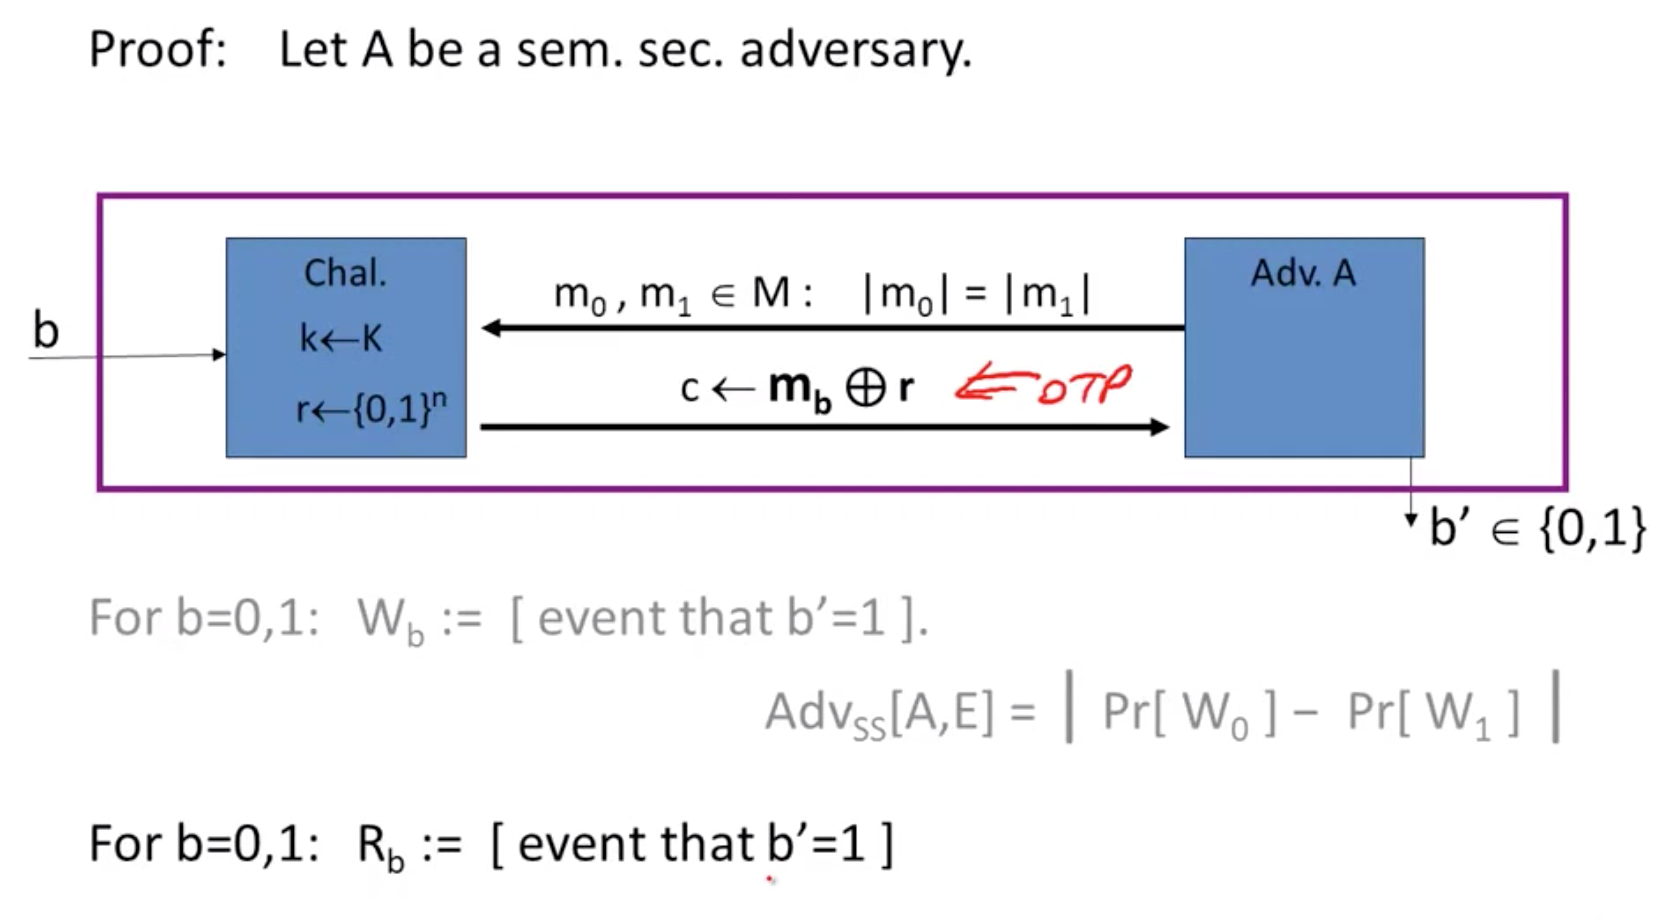 Proof: Let A be a sem. sec. adversary.
Chal.
k←K
r←{0,1}ⁿ
b
m₀ , m₁ ∈ M : |m₀| = |m₁|
c ← m_b ⊕ r ⇐ OTP
Adv. A
b’ ∈ {0,1}
For b=0,1: W_b := [ event that b’=1 ].
Adv_SS[A,E] = | Pr[ W₀ ] − Pr[ W₁ ] |
For b=0,1: R_b := [ event that b’=1 ]